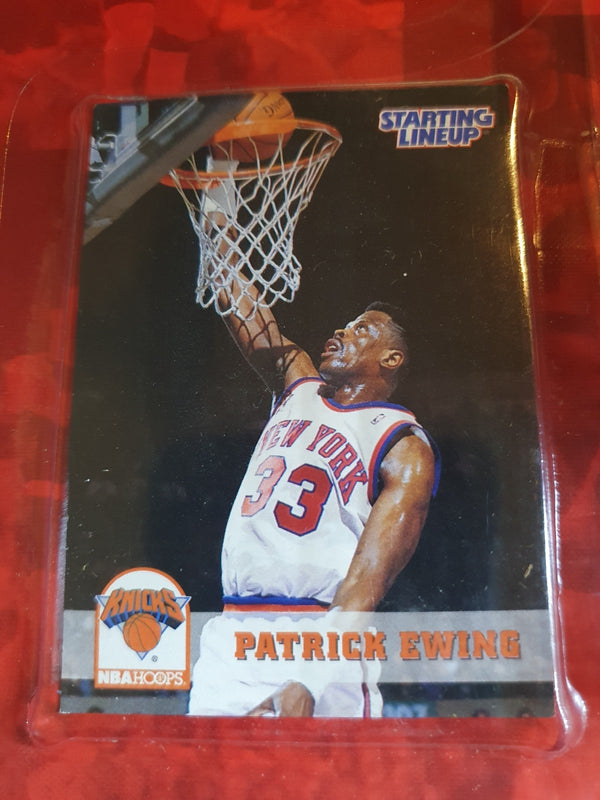 STARTING
LINEUP
NEW YORK
33
KNICKS
NBA HOOPS
PATRICK EWING